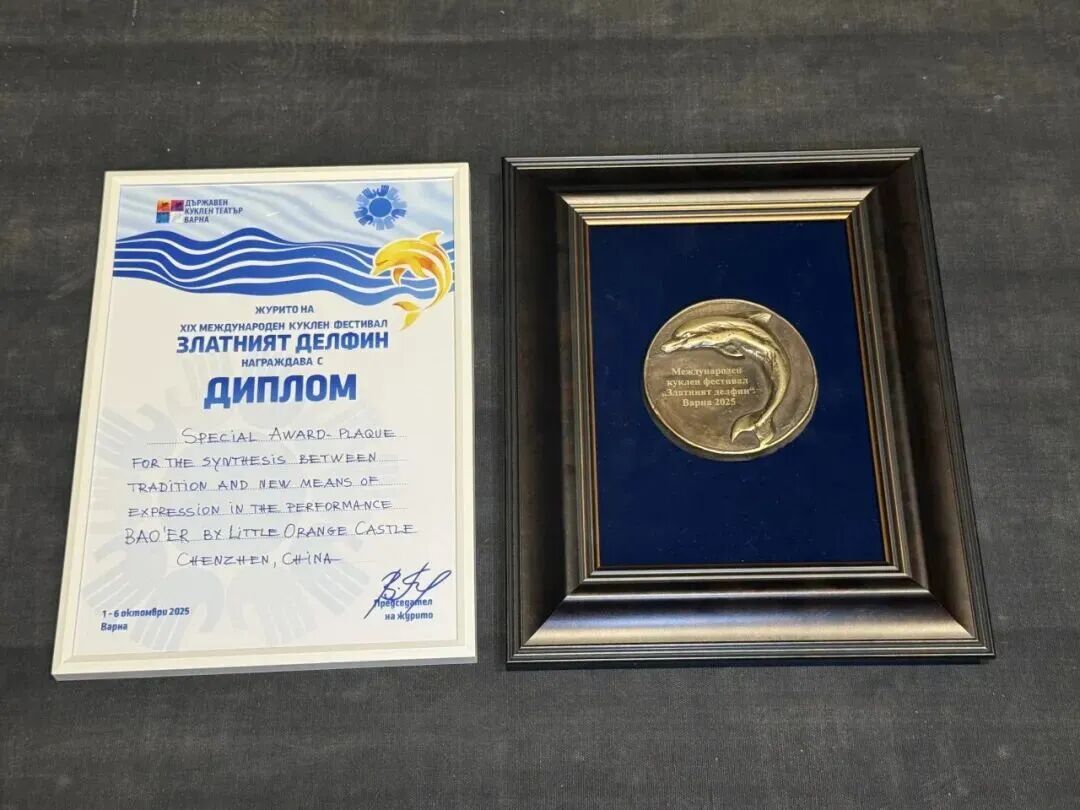 ДЪРЖАВЕН
КУКЛЕН ТЕАТЪР
ВАРНА
ЖУРИТО НА
XIX МЕЖДУНАРОДЕН КУКЛЕН ФЕСТИВАЛ
ЗЛАТНИЯТ ДЕЛФИН
НАГРАЖДАВА С
ДИПЛОМ
SPECIAL AWARD-PLAQUE
FOR THE SYNTHESIS BETWEEN
TRADITION AND NEW MEANS OF
EXPRESSION IN THE PERFORMANCE
BAO'ER BY LITTLE ORANGE CASTLE
CHENZHEN, CHINA
1 - 6 октомври 2025
Варна
Председател
на журито
Международен
куклен фестивал
„Златният делфин“
Варна 2025